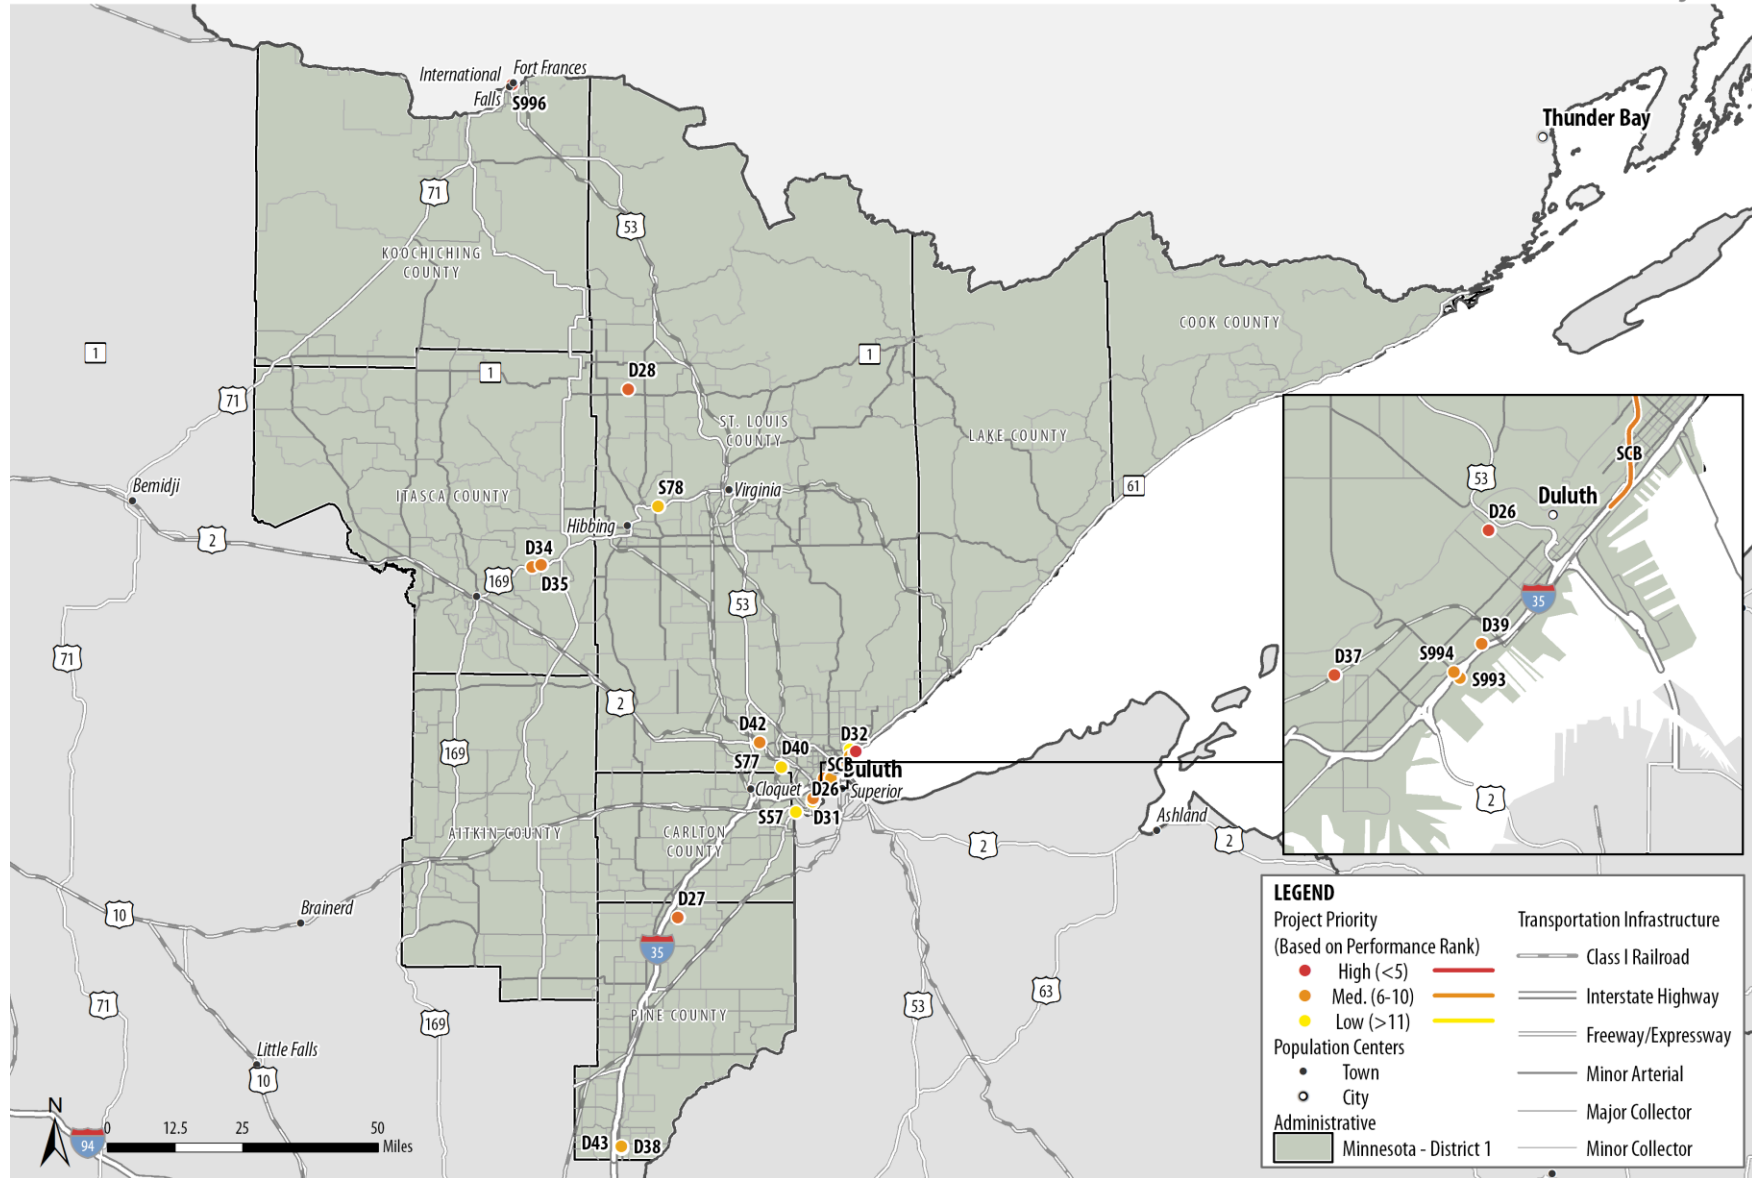 Fort Frances
International
Falls
S996
Thunder Bay
71
53
KOOCHICHING
COUNTY
COOK COUNTY
1
1
1
D28
71
ST. LOUIS
COUNTY
LAKE COUNTY
Bemidji
ITASCA COUNTY
S78
Virginia
61
Hibbing
2
D34
169
D35
53
71
2
D42
D32
169
S77
D40
SCB
Duluth
Cloquet
D26
Superior
S57
D31
AITKIN COUNTY
CARLTON
COUNTY
Ashland
2
2
10
Brainerd
D27
35
71
169
PINE COUNTY
53
63
Little Falls
10
D43
D38
N
94
0
12.5
25
50
Miles
SCB
53
Duluth
D26
35
D39
S994
D37
S993
2
LEGEND
Project Priority
(Based on Performance Rank)
High (<5)
Med. (6-10)
Low (>11)
Population Centers
Town
City
Administrative
Minnesota - District 1
Transportation Infrastructure
Class I Railroad
Interstate Highway
Freeway/Expressway
Minor Arterial
Major Collector
Minor Collector